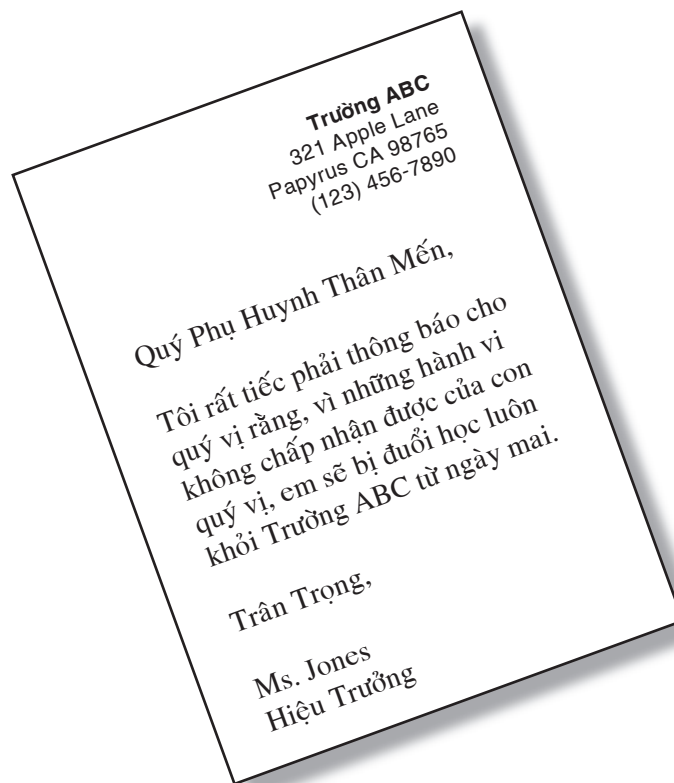 Trường ABC
321 Apple Lane
Papyrus CA 98765
(123) 456-7890
Quý Phụ Huynh Thân Mến,
Tôi rất tiếc phải thông báo cho
quý vị rằng, vì những hành vi
không chấp nhận được của con
quý vị, em sẽ bị đuổi học luôn
khỏi Trường ABC từ ngày mai.
Trân Trọng,
Ms. Jones
Hiệu Trưởng